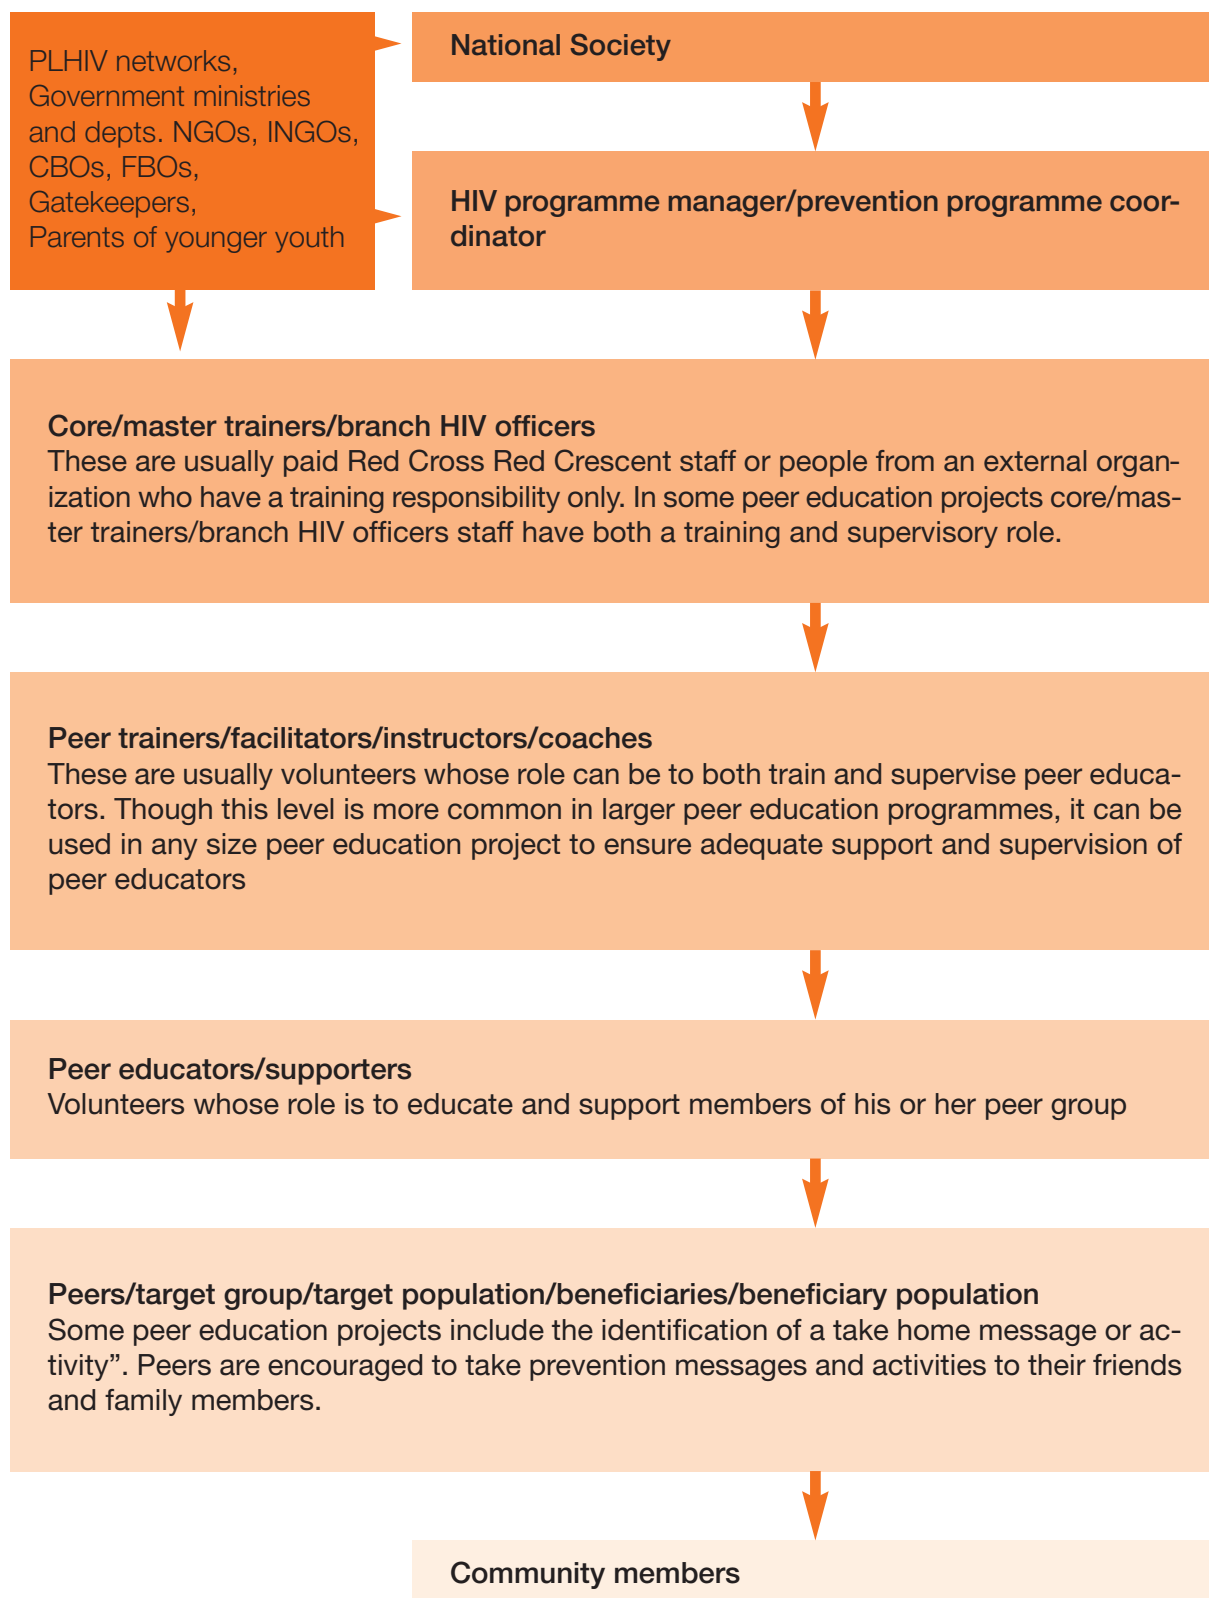 PLHIV networks,
Government ministries
and depts. NGOs, INGOs,
CBOs, FBOs,
Gatekeepers,
Parents of younger youth
National Society
HIV programme manager/prevention programme coor-
dinator
Core/master trainers/branch HIV officers
These are usually paid Red Cross Red Crescent staff or people from an external organ-
ization who have a training responsibility only. In some peer education projects core/mas-
ter trainers/branch HIV officers staff have both a training and supervisory role.
Peer trainers/facilitators/instructors/coaches
These are usually volunteers whose role can be to both train and supervise peer educa-
tors. Though this level is more common in larger peer education programmes, it can be
used in any size peer education project to ensure adequate support and supervision of
peer educators
Peer educators/supporters
Volunteers whose role is to educate and support members of his or her peer group
Peers/target group/target population/beneficiaries/beneficiary population
Some peer education projects include the identification of a take home message or ac-
tivity”. Peers are encouraged to take prevention messages and activities to their friends
and family members.
Community members